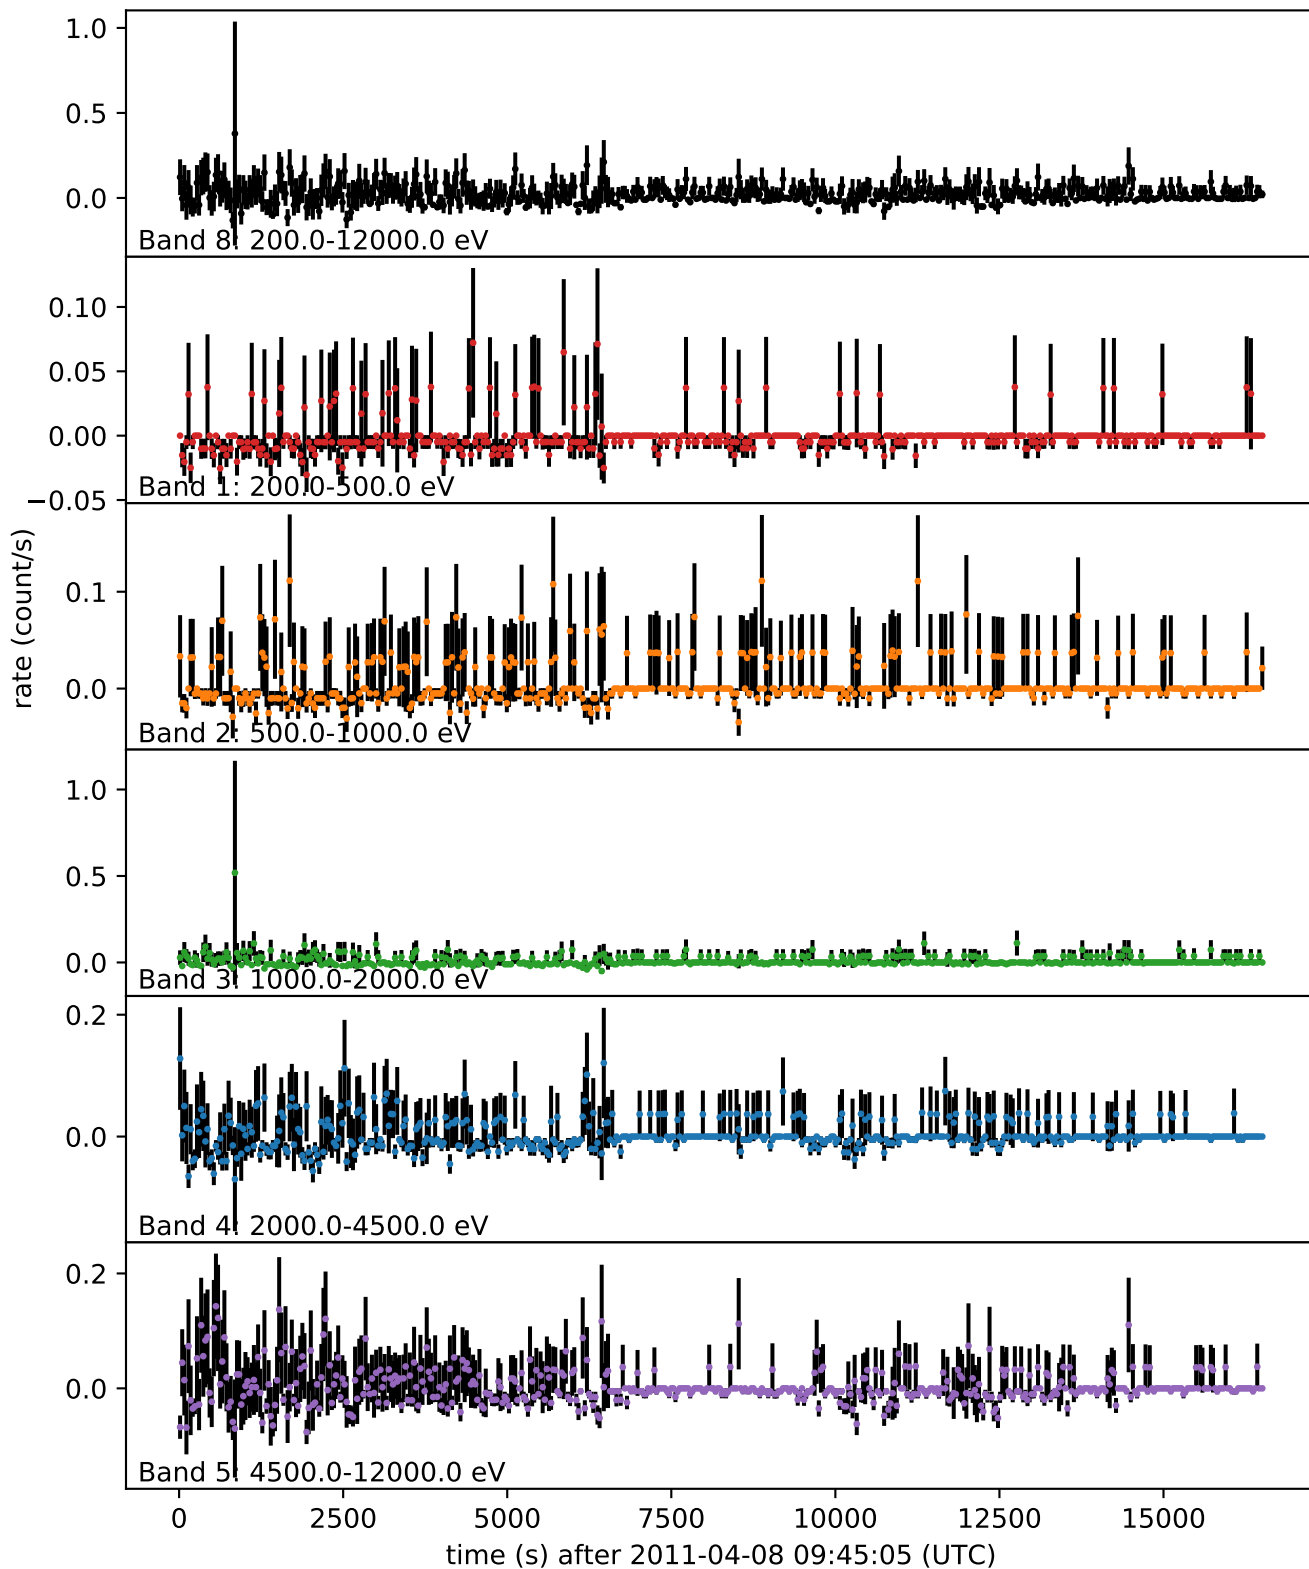 1.0
0.5
0.0
Band 8: 200.0-12000.0 eV
0.10
0.05
0.00
−0.05
Band 1: 200.0-500.0 eV
rate (count/s)
0.1
0.0
Band 2: 500.0-1000.0 eV
1.0
0.5
0.0
Band 3: 1000.0-2000.0 eV
0.2
0.0
Band 4: 2000.0-4500.0 eV
0.2
0.0
Band 5: 4500.0-12000.0 eV
0 2500 5000 7500 10000 12500 15000
time (s) after 2011-04-08 09:45:05 (UTC)